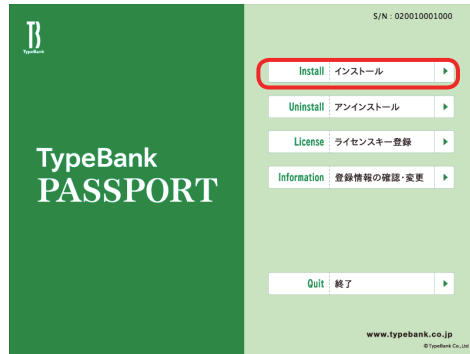 TB
TypeBank
TypeBank
PASSPORT
S/N : 020010001000
Install インストール
Uninstall アンインストール
License ライセンスキー登録
Information 登録情報の確認・変更
Quit 終了
www.typebank.co.jp
©TypeBank Co., Ltd